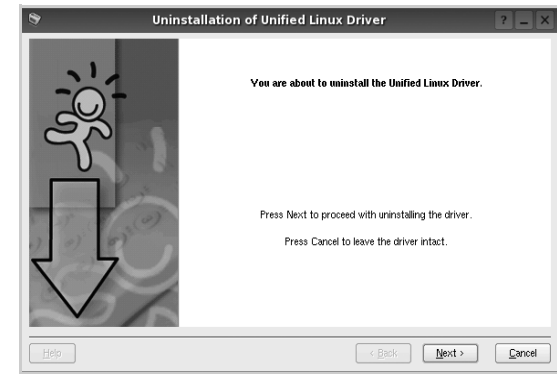 Uninstallation of Unified Linux Driver
You are about to uninstall the Unified Linux Driver.
Press Next to proceed with uninstalling the driver.
Press Cancel to leave the driver intact.
Help
< Back
Next >
Cancel